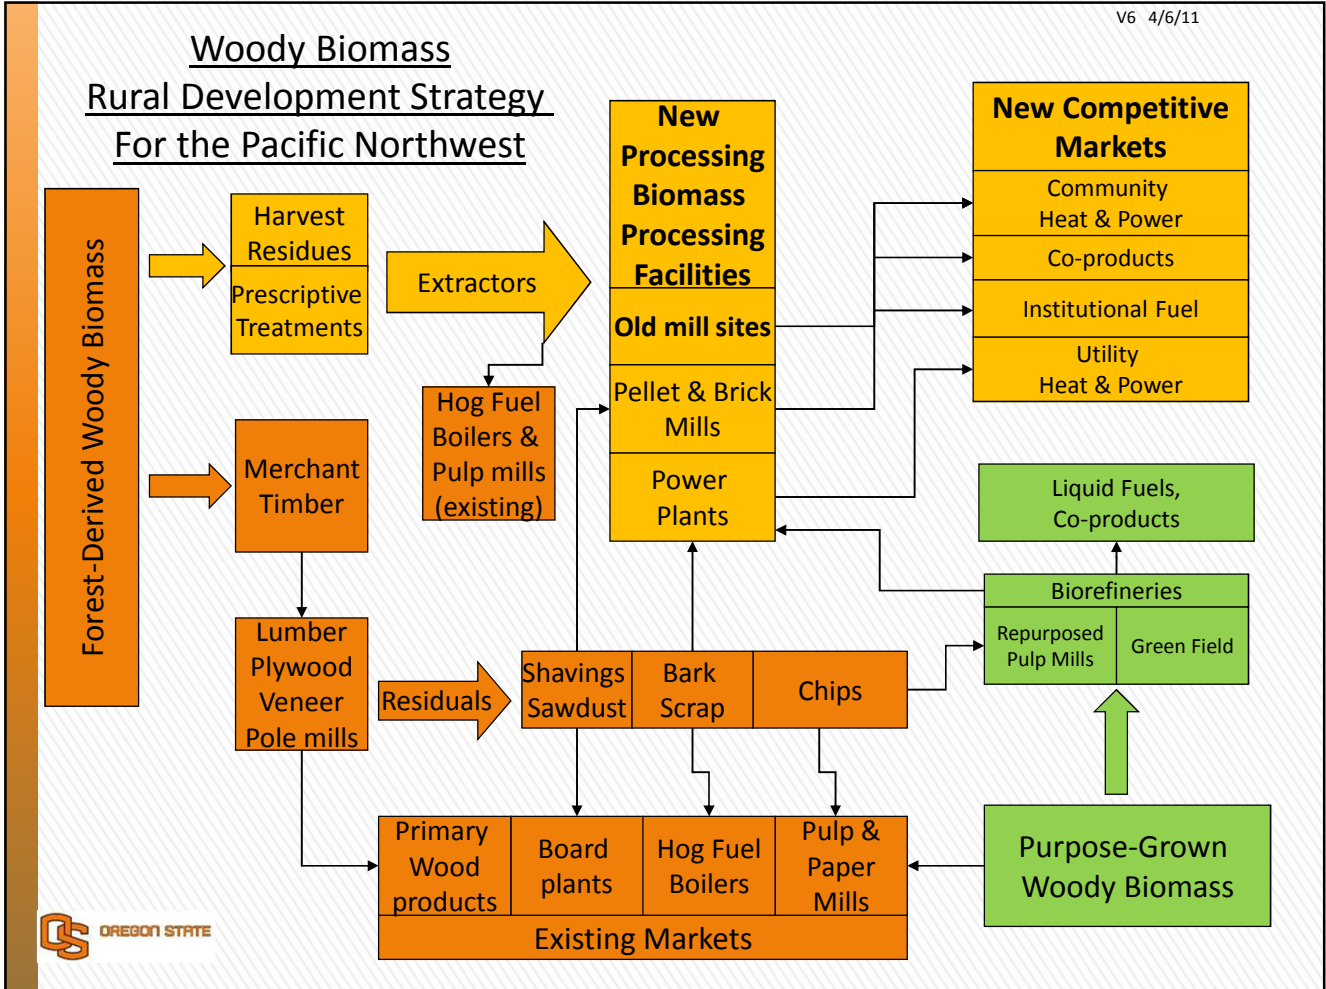 V6 4/6/11
Woody Biomass
Rural Development Strategy
For the Pacific Northwest
Forest-Derived Woody Biomass
Harvest
Residues
Prescriptive
Treatments
Extractors
Merchant
Timber
Hog Fuel
Boilers &
Pulp mills
(existing)
New
Processing
Biomass
Processing
Facilities
Old mill sites
Pellet & Brick
Mills
Power
Plants
New Competitive
Markets
Community
Heat & Power
Co-products
Institutional Fuel
Utility
Heat & Power
Liquid Fuels,
Co-products
Biorefineries
Repurposed
Pulp Mills
Green Field
Lumber
Plywood
Veneer
Pole mills
Residuals
Shavings
Sawdust
Bark
Scrap
Chips
Primary
Wood
products
Board
plants
Hog Fuel
Boilers
Pulp &
Paper
Mills
Existing Markets
Purpose-Grown
Woody Biomass
OS OREGON STATE